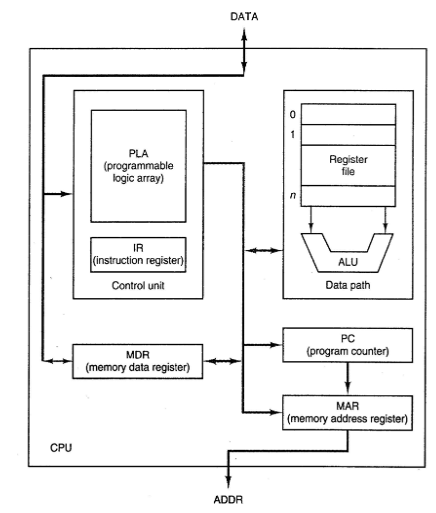 DATA
PLA
(programmable
logic array)
IR
(instruction register)
Control unit
0
1
Register
file
n
ALU
Data path
MDR
(memory data register)
PC
(program counter)
MAR
(memory address register)
CPU
ADDR